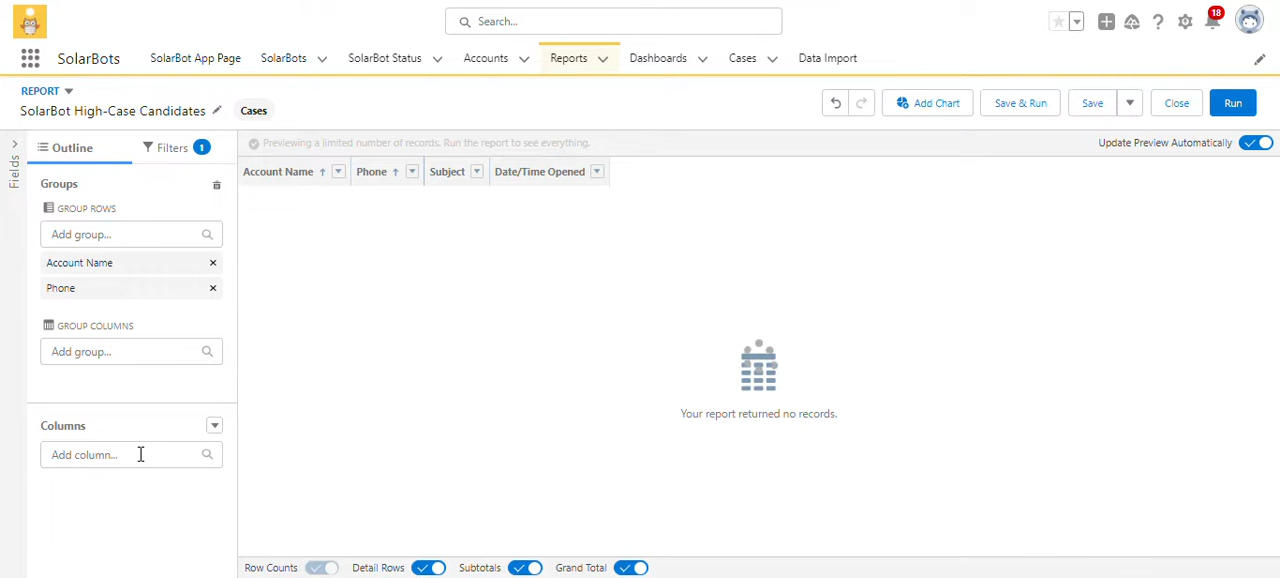 Search...
18
SolarBots
SolarBot App Page
SolarBots
SolarBot Status
Accounts
Reports
Dashboards
Cases
Data Import
REPORT
SolarBot High-Case Candidates
Cases
Add Chart
Save & Run
Save
Close
Run
Fields
Outline
Filters 1
Previewing a limited number of records. Run the report to see everything.
Update Preview Automatically
Groups
GROUP ROWS
Add group...
Account Name
Phone
GROUP COLUMNS
Add group...
Columns
Add column...
Account Name
Phone
Subject
Date/Time Opened
Your report returned no records.
Row Counts
Detail Rows
Subtotals
Grand Total